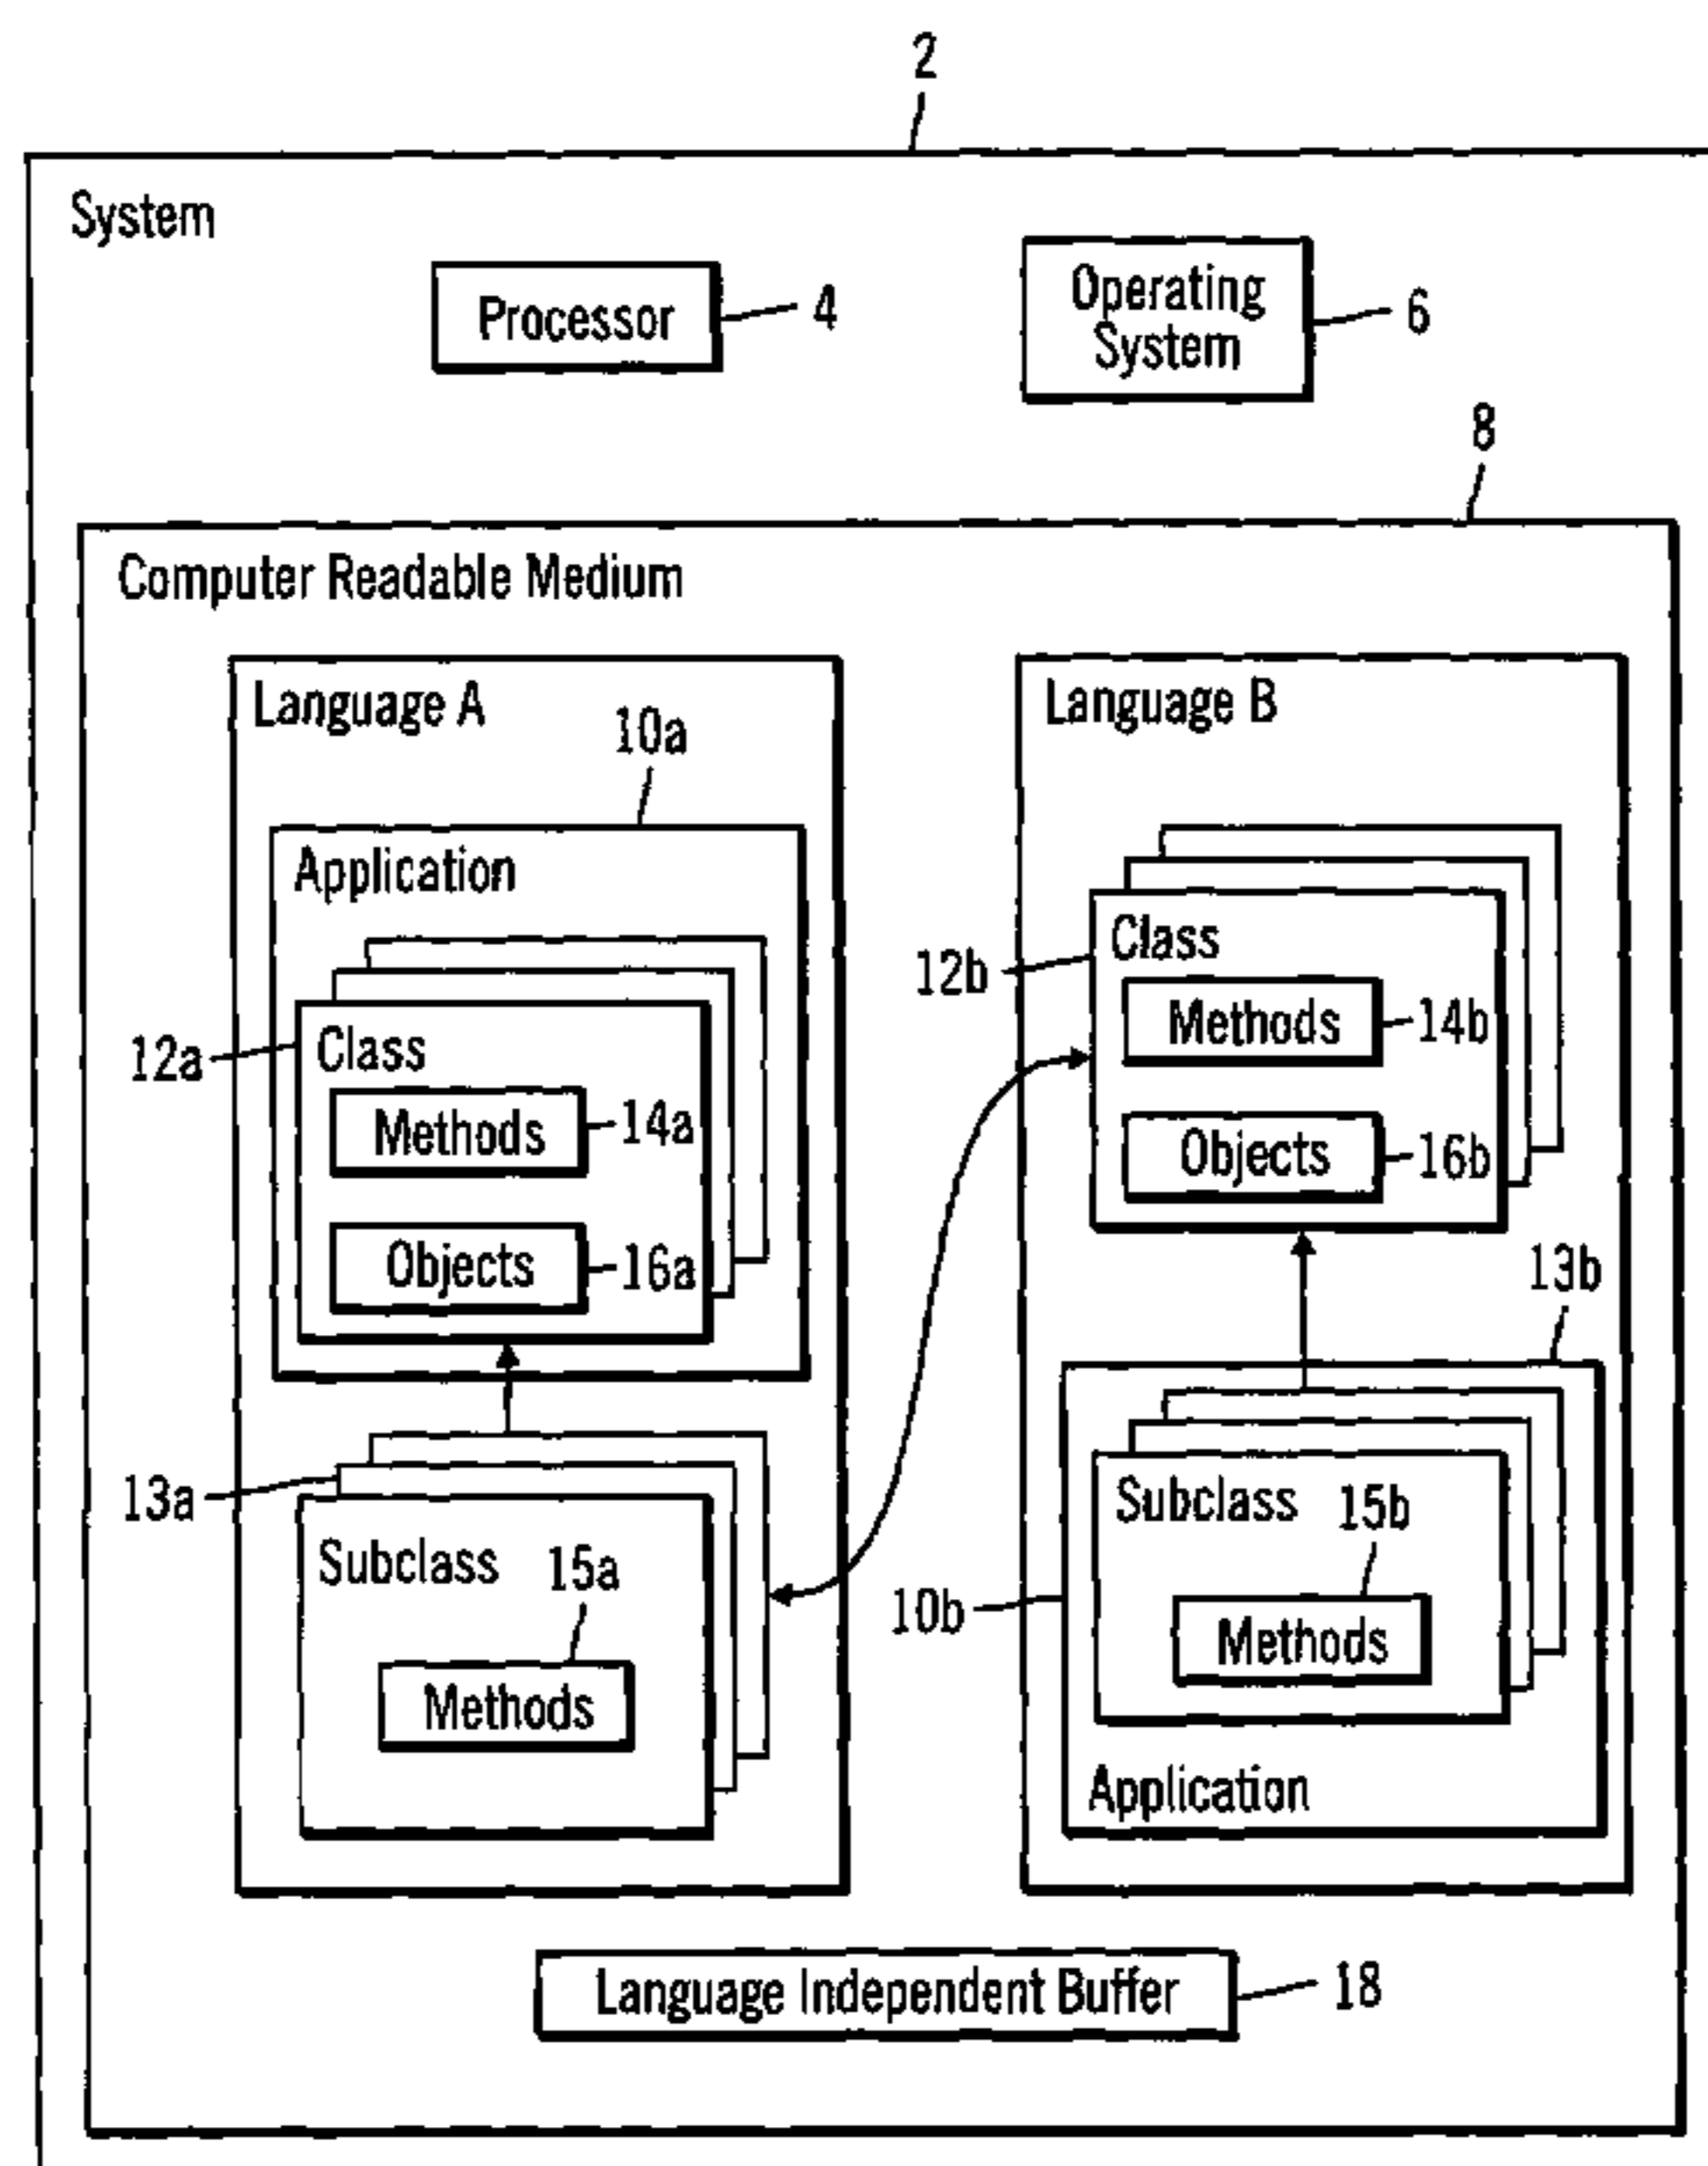 2
System
Processor
4
Operating
System
6
8
Computer Readable Medium
Language A
10a
Application
12a
Class
Methods
14a
Objects
16a
13a
Subclass
15a
Methods
Language B
12b
Class
Methods
14b
Objects
16b
13b
Subclass
15b
10b
Methods
Application
Language Independent Buffer
18